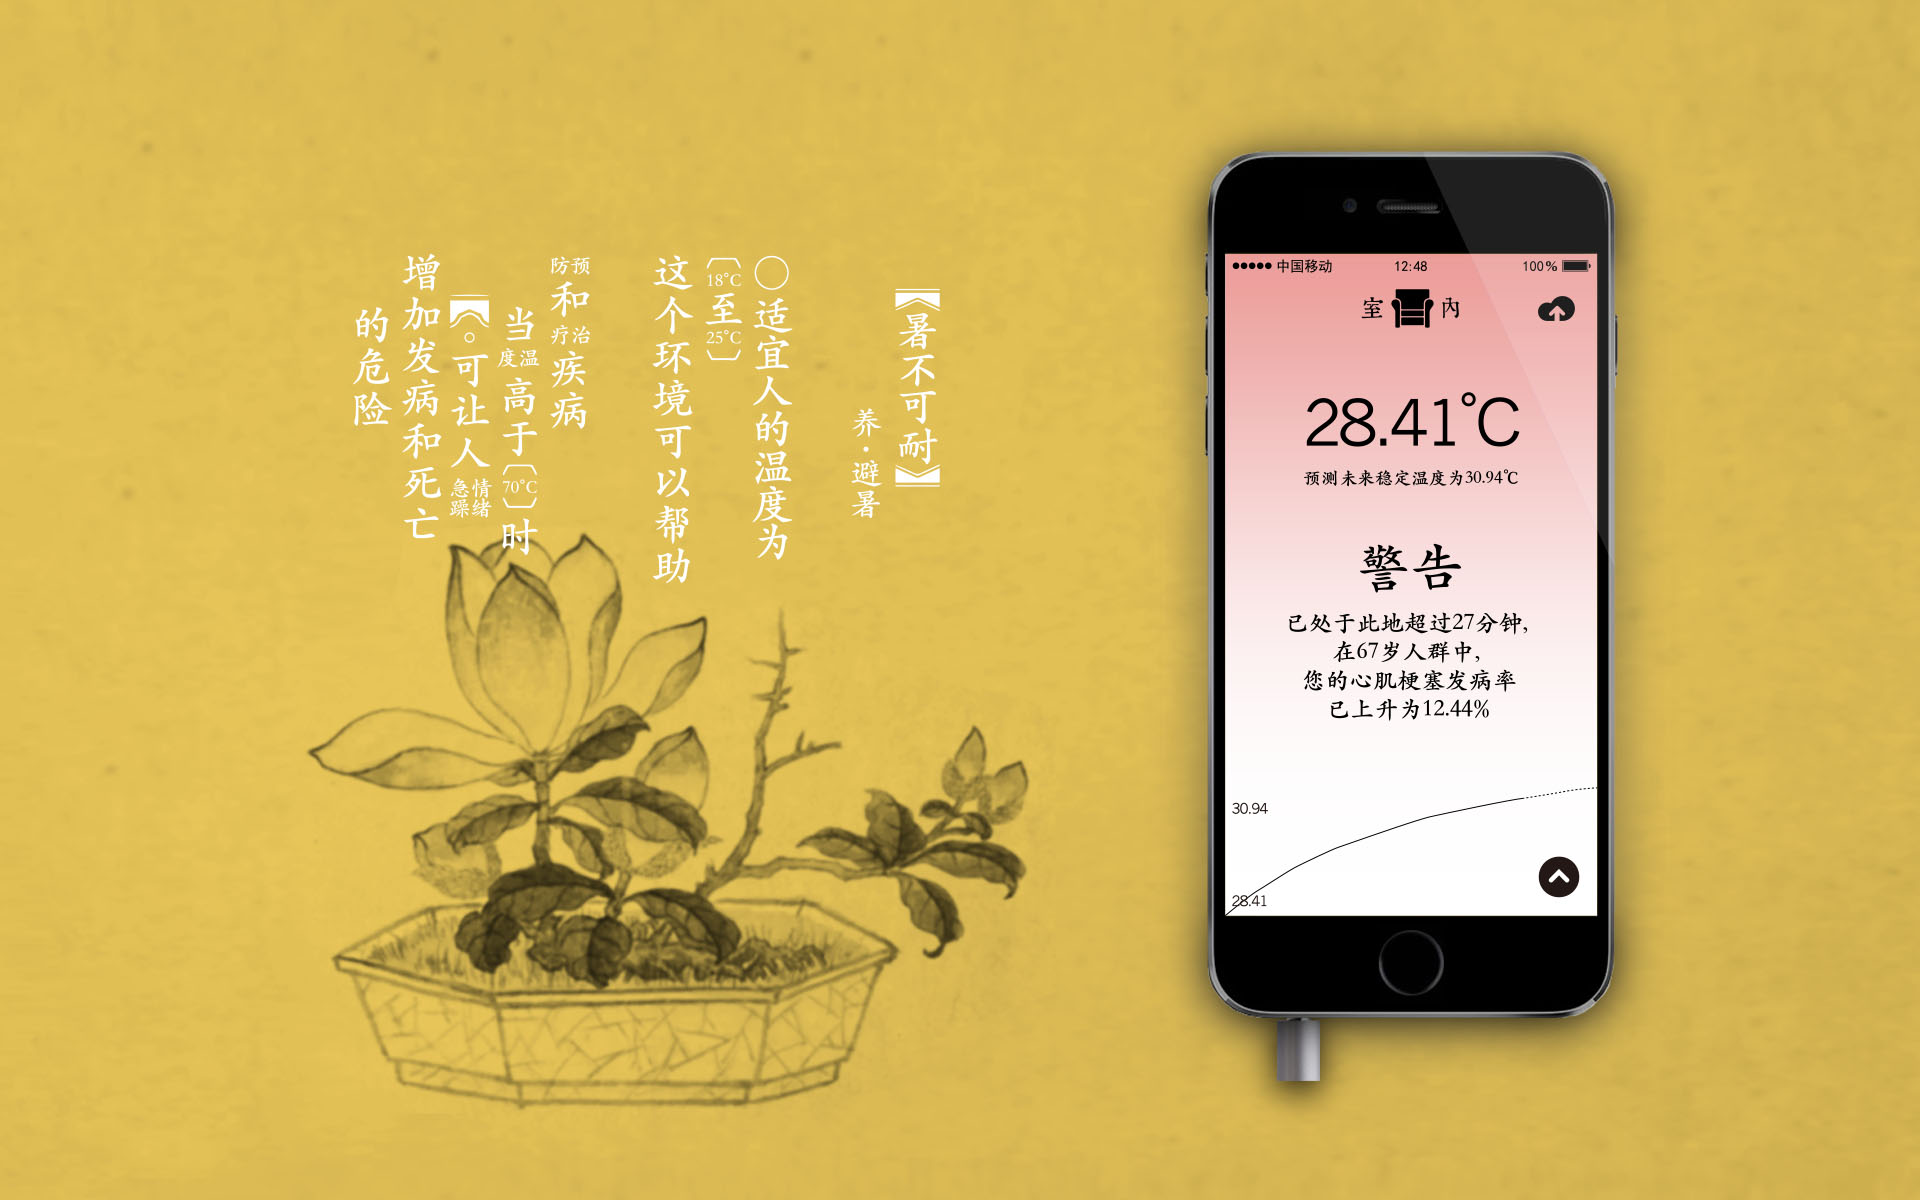 【暑不可耐】
养·避暑
〇适宜人的温度为
〔18°C至25°C〕
这个环境可以帮助
预防和治疗疾病
当温度高于〔70°C〕时
【。可让人情绪急躁
增加发病和死亡
的危险
中国移动 12:48 100%
室 內
28.41°C
预测未来稳定温度为30.94℃
警告
已处于此地超过27分钟,
在67岁人群中,
您的心肌梗塞发病率
已上升为12.44%
30.94
28.41